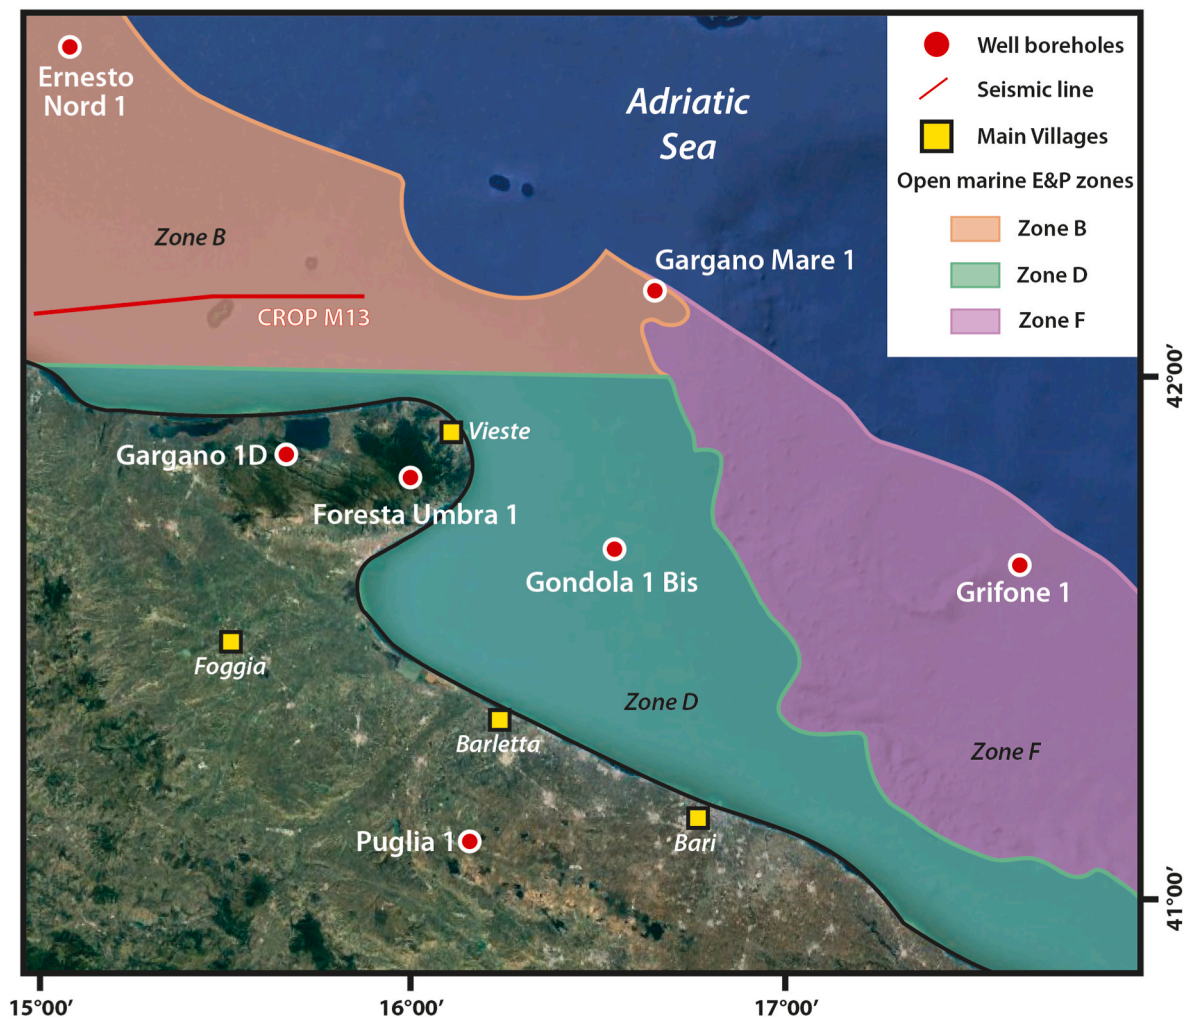 Ernesto
Nord 1
Adriatic
Sea
Well boreholes
Seismic line
Main Villages
Open marine E&P zones
Zone B
Zone D
Zone F
Zone B
Gargano Mare 1
CROP M13
42°00′
Vieste
Gargano 1D
Foresta Umbra 1
Gondola 1 Bis
Grifone 1
Foggia
Zone D
Barletta
Zone F
Puglia 1
Bari
41°00′
15°00′
16°00′
17°00′